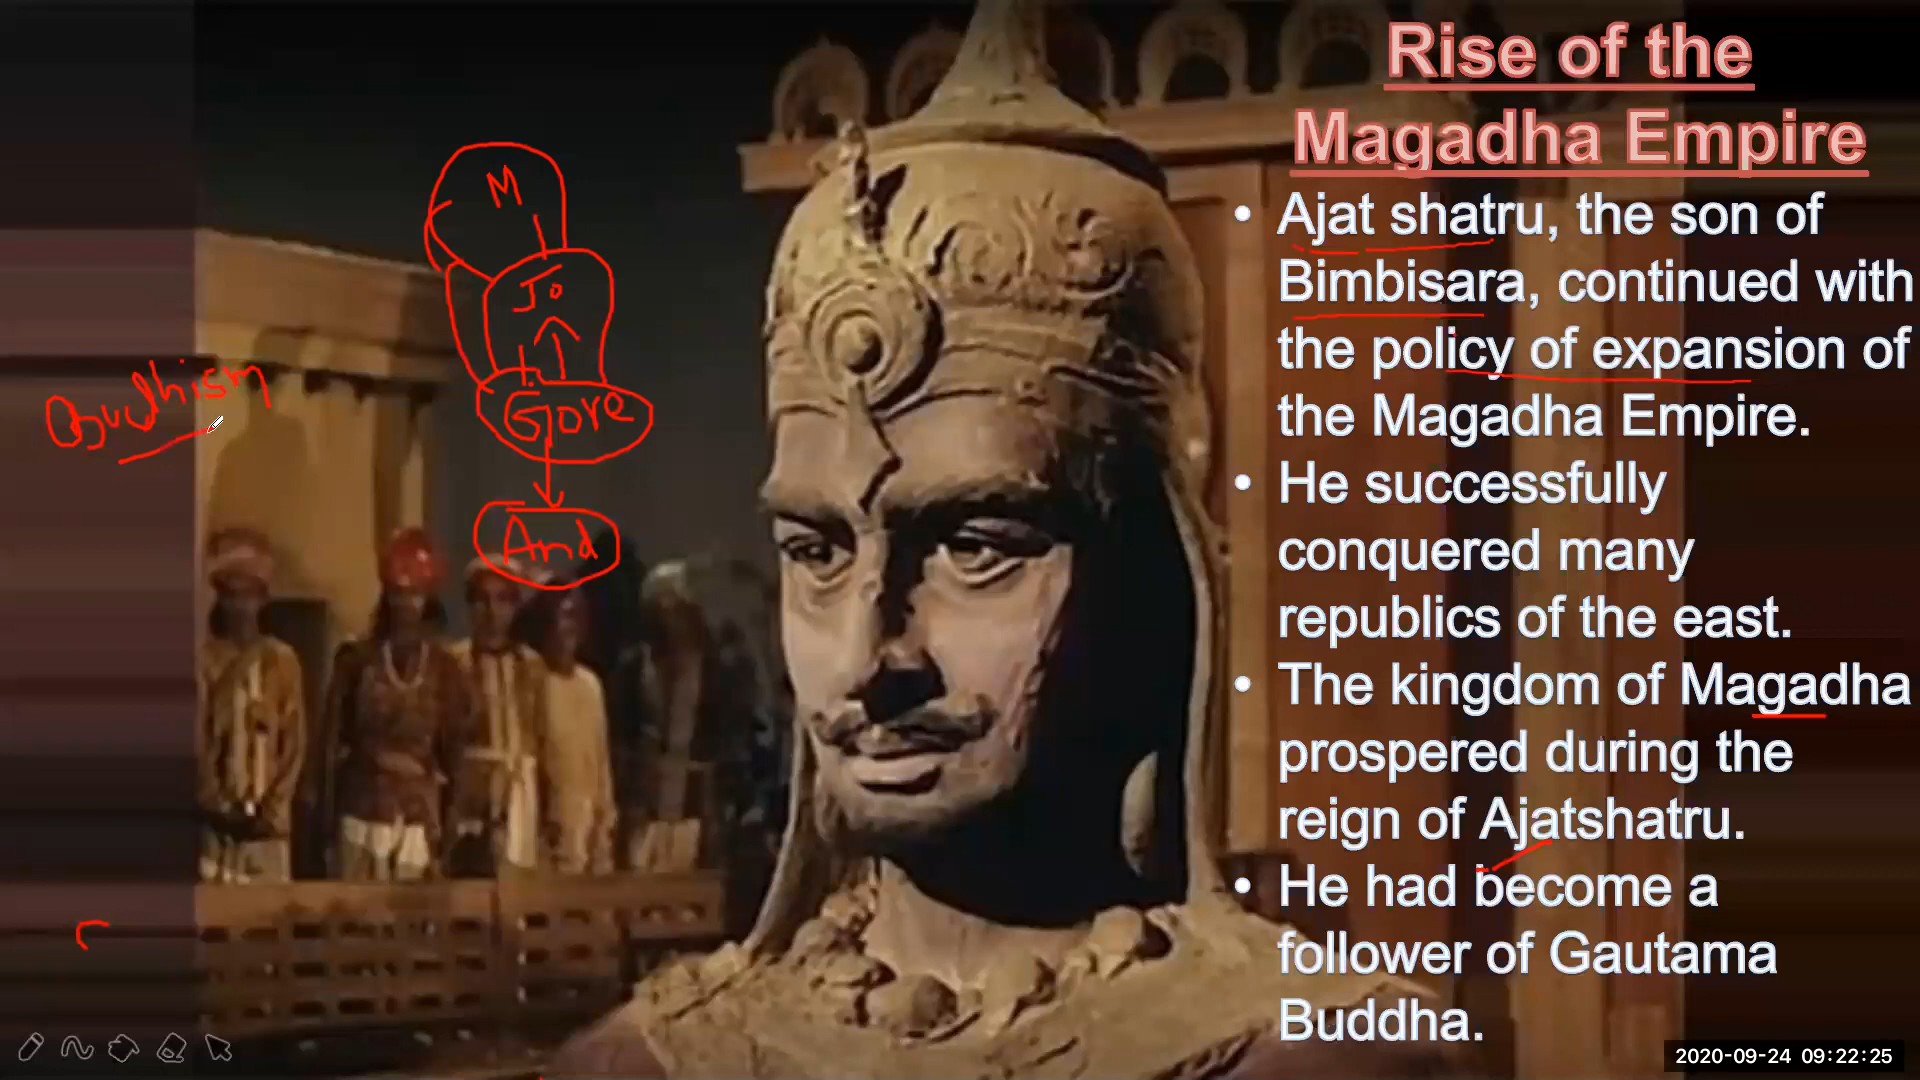 Rise of the
Magadha Empire
• Ajat shatru, the son of
Bimbisara, continued with
the policy of expansion of
the Magadha Empire.
• He successfully
conquered many
republics of the east.
• The kingdom of Magadha
prospered during the
reign of Ajatshatru.
• He had become a
follower of Gautama
Buddha.
M
Jo
Gore
And
Budhism
2020-09-24 09:22:25